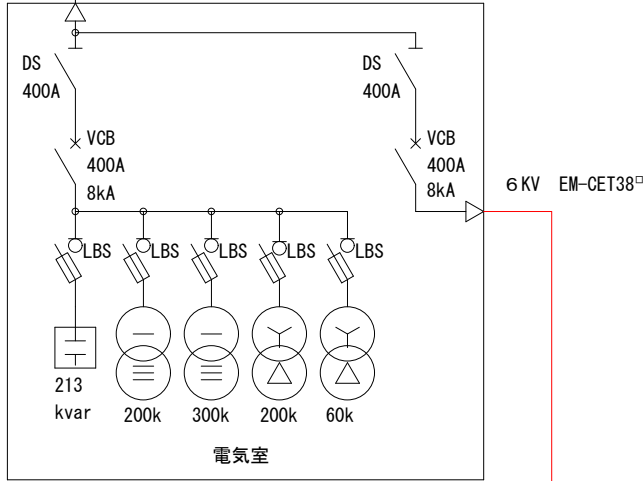 DS
400A
DS
400A
VCB
400A
8kA
VCB
400A
8kA
6KV EM-CET38□
LBS
LBS
LBS
LBS
LBS
213
kvar
200k
300k
200k
60k
電気室